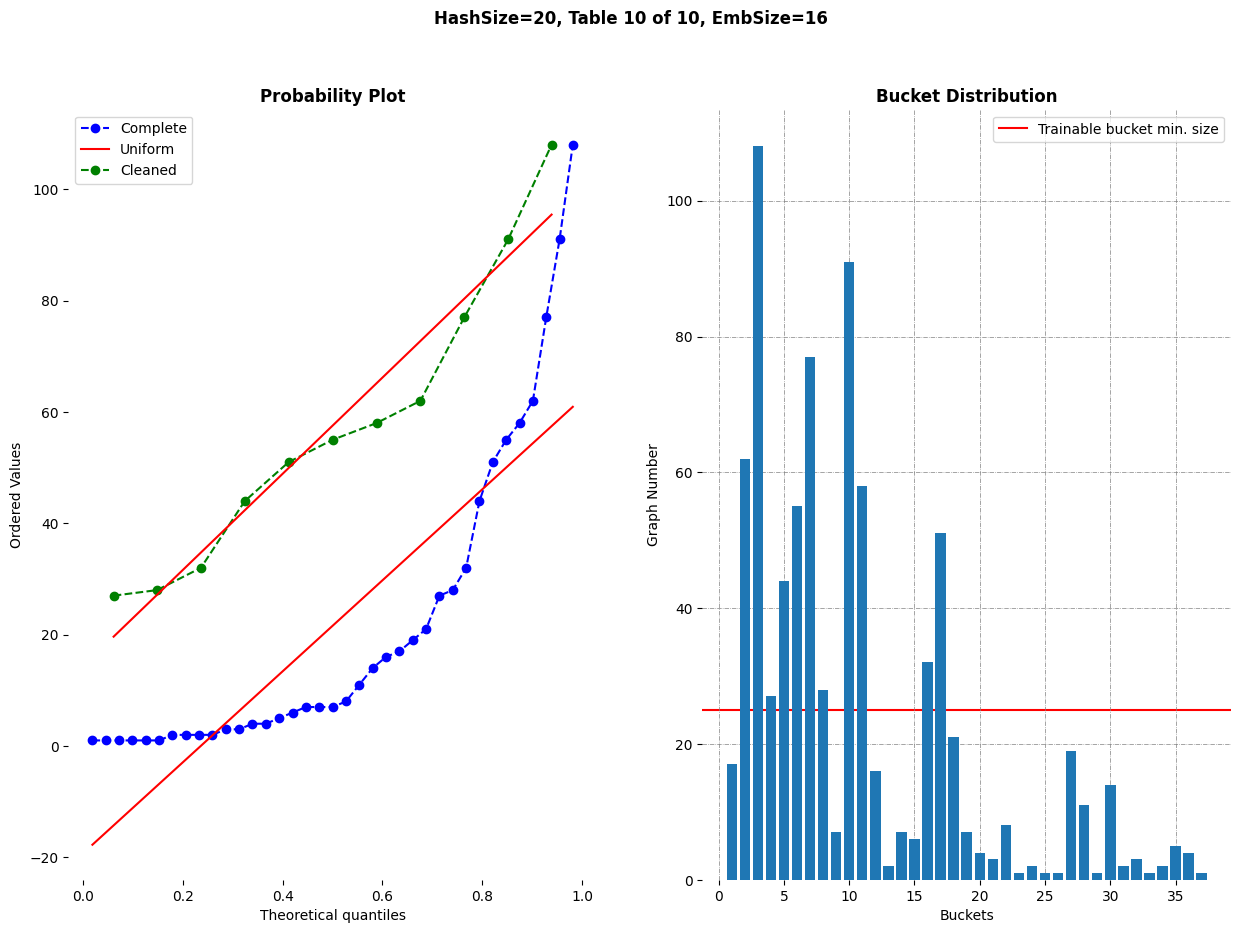 HashSize=20, Table 10 of 10, EmbSize=16
Probability Plot
Complete
Uniform
Cleaned
100
80
60
40
20
0
−20
Ordered Values
0.0 0.2 0.4 0.6 0.8 1.0
Theoretical quantiles
Bucket Distribution
Trainable bucket min. size
100
80
60
40
20
0
Graph Number
0 5 10 15 20 25 30 35
Buckets